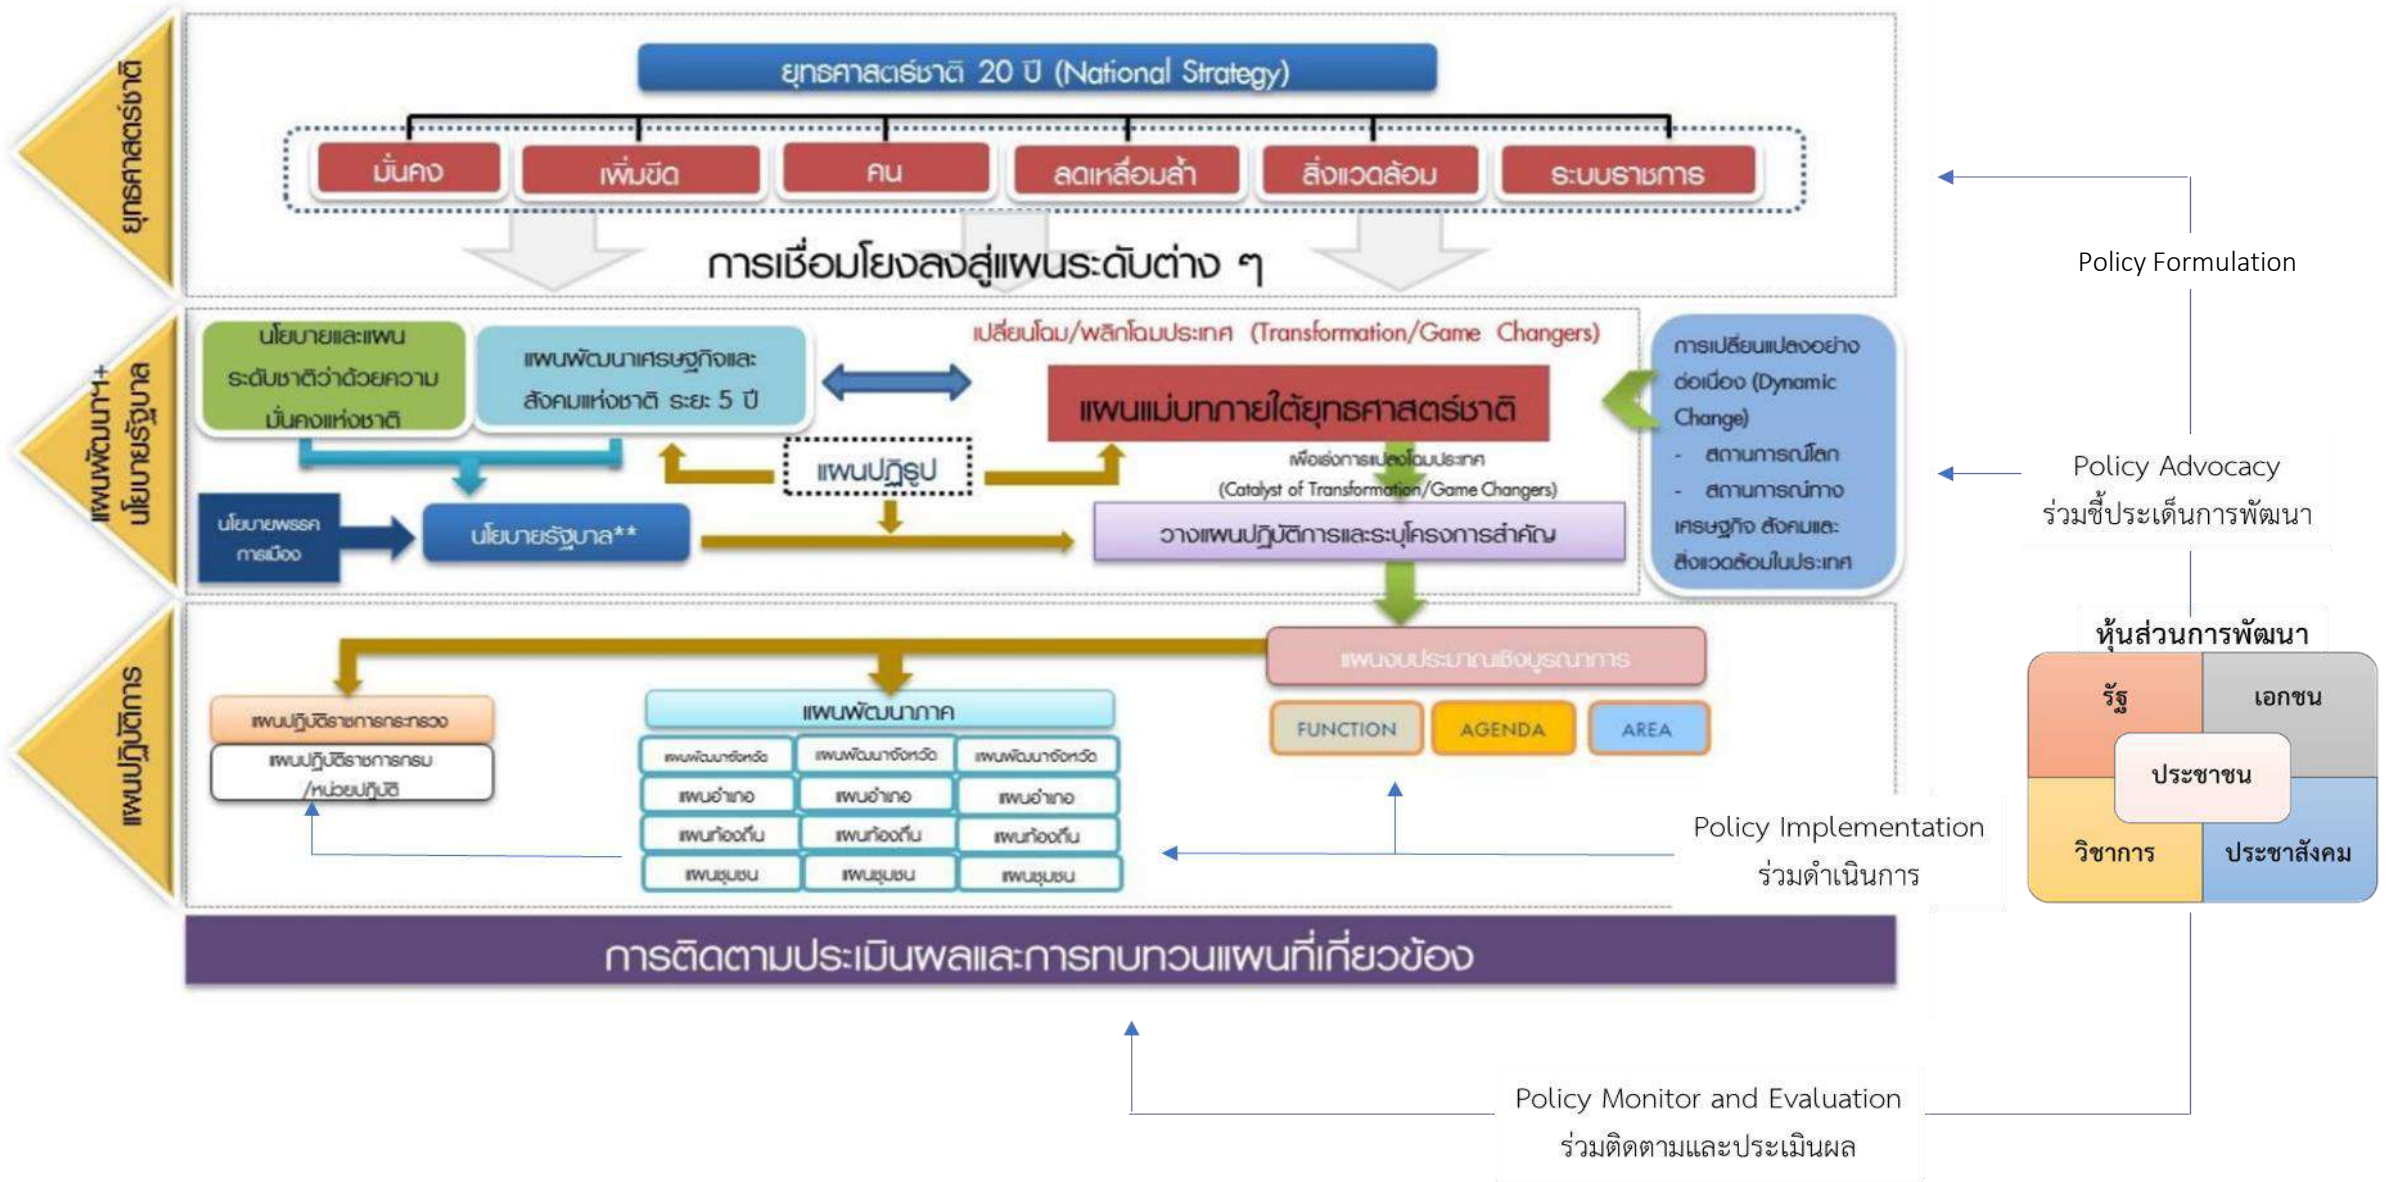 ยุทธศาสตร์ชาติ
ยุทธศาสตร์ชาติ 20 ปี (National Strategy)
มั่นคง
เพิ่มขีด
คน
ลดเหลื่อมล้ำ
สิ่งแวดล้อม
ระบบราชการ
การเชื่อมโยงลงสู่แผนระดับต่าง ๆ
แผนพัฒนาฯ+
นโยบายรัฐบาล
นโยบายและแผน
ระดับชาติว่าด้วยความ
มั่นคงแห่งชาติ
แผนพัฒนาเศรษฐกิจและ
สังคมแห่งชาติ ระยะ 5 ปี
เปลี่ยนโฉม/พลิกโฉมประเทศ (Transformation/Game Changers)
แผนแม่บทภายใต้ยุทธศาสตร์ชาติ
แผนปฏิรูป
เพื่อเร่งการแปลงโฉมประเทศ
(Catalyst of Transformation/Game Changers)
นโยบายพรรค
การเมือง
นโยบายรัฐบาล**
วางแผนปฏิบัติการและระบุโครงการสำคัญ
การเปลี่ยนแปลงอย่าง
ต่อเนื่อง (Dynamic
Change)
- สถานการณ์โลก
- สถานการณ์ทาง
เศรษฐกิจ สังคมและ
สิ่งแวดล้อมในประเทศ
แผนปฏิบัติการ
แผนงบประมาณเชิงบูรณาการ
FUNCTION
AGENDA
AREA
แผนปฏิบัติราชการกระทรวง
แผนปฏิบัติราชการกรม
/หน่วยปฏิบัติ
แผนพัฒนาภาค
แผนพัฒนาจังหวัด
แผนพัฒนาจังหวัด
แผนพัฒนาจังหวัด
แผนอำเภอ
แผนอำเภอ
แผนอำเภอ
แผนท้องถิ่น
แผนท้องถิ่น
แผนท้องถิ่น
แผนชุมชน
แผนชุมชน
แผนชุมชน
การติดตามประเมินผลและการทบทวนแผนที่เกี่ยวข้อง
Policy Formulation
Policy Advocacy
ร่วมชี้ประเด็นการพัฒนา
หุ้นส่วนการพัฒนา
รัฐ
เอกชน
ประชาชน
วิชาการ
ประชาสังคม
Policy Implementation
ร่วมดำเนินการ
Policy Monitor and Evaluation
ร่วมติดตามและประเมินผล